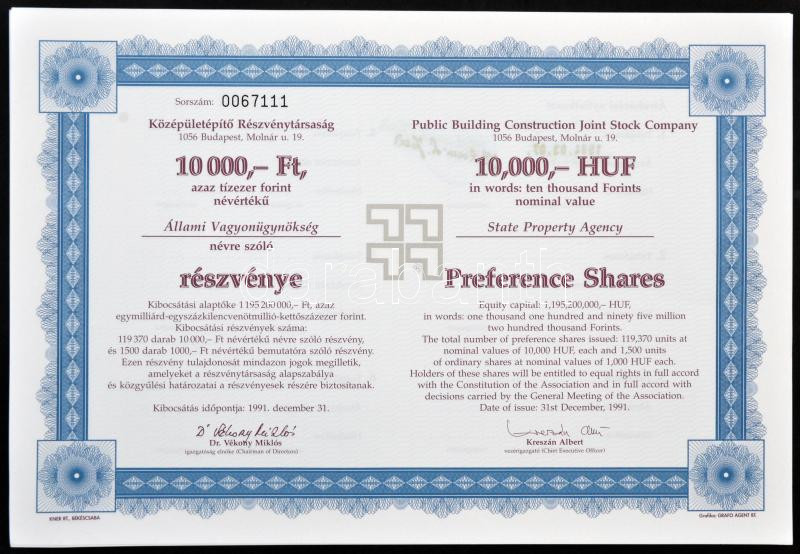 Sorszám: 0067111
Középületépítő Részvénytársaság
1056 Budapest, Molnár u. 19.
10 000,– Ft,
azaz tízezer forint
névértékű
Állami Vagyonügynökség
névre szóló
részvénye
Kibocsátási alaptőke 1 195 200 000,– Ft, azaz
egymilliárd-egyszázkilencvenötmillió-kettőszázezer forint.
Kibocsátási részvények száma:
119 370 darab 10 000,– Ft névértékű névre szóló részvény,
és 1500 darab 1000,– Ft névértékű bemutatóra szóló részvény.
Ezen részvény tulajdonosát mindazon jogok megilletik,
amelyeket a részvénytársaság alapszabálya
és közgyűlési határozatai a részvényesek részére biztosítanak.
Kibocsátás időpontja: 1991. december 31.
Dr. Vékony Miklós
Dr. Vékony Miklós
igazgatóság elnöke (Chairman of Directors)
Public Building Construction Joint Stock Company
1056 Budapest, Molnár u. 19.
10,000,– HUF
in words: ten thousand Forints
nominal value
State Property Agency
Preference Shares
Equity capital: 1,195,200,000,– HUF,
in words: one thousand one hundred and ninety five million
two hundred thousand Forints.
The total number of preference shares issued: 119,370 units at
nominal values of 10,000 HUF, each and 1,500 units
of ordinary shares at nominal values of 1,000 HUF each.
Holders of these shares will be entitled to equal rights in full accord
with the Constitution of the Association and in full accord with
decisions carried by the General Meeting of the Association.
Date of issue: 31st December, 1991.
Kreszán Albert
vezérigazgató (Chief Executive Officer)
KNER RT., BÉKÉSCSABA
Grafika: GRAFO AGENT BT.
darabanth